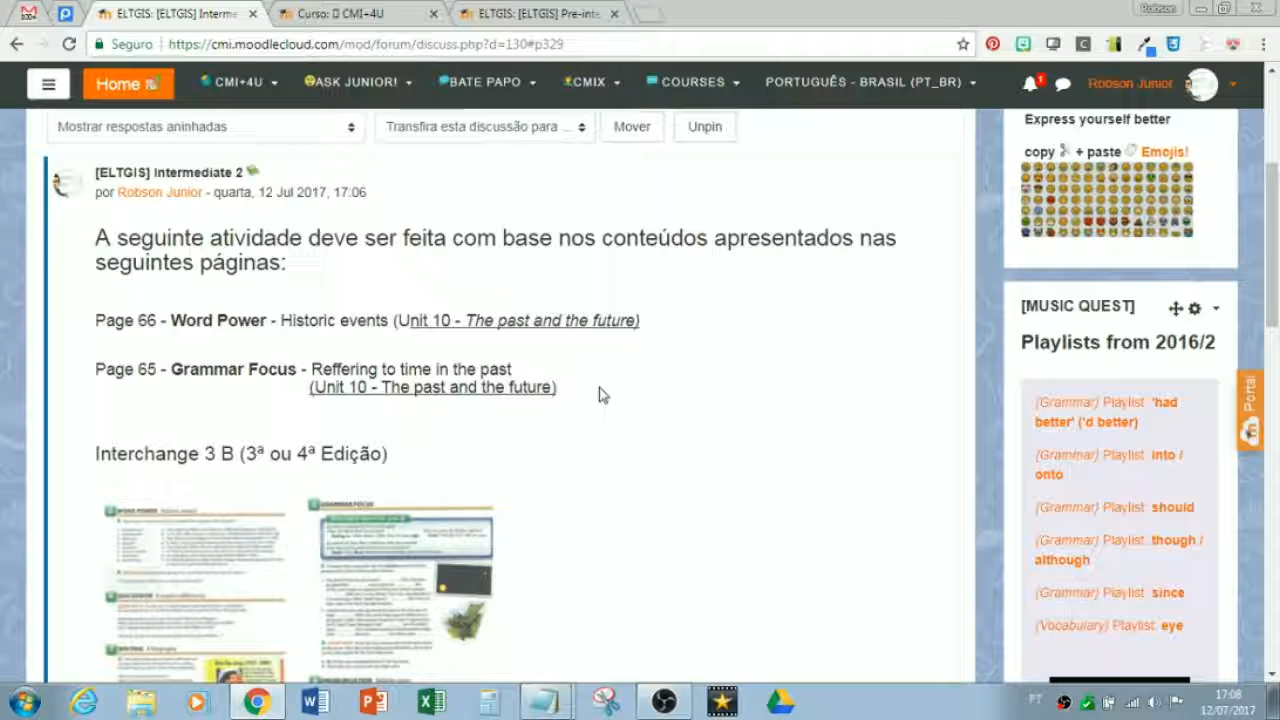 ELTGIS: [ELTGIS] Interme
Curso: CMI+4U
ELTGIS: [ELTGIS] Pre-inte
Robson
Seguro
https://cmi.moodlecloud.com/mod/forum/discuss.php?d=130#p329
Home
CMI+4U
ASK JUNIOR!
BATE PAPO
CMIX
COURSES
PORTUGUÊS - BRASIL (PT_BR)
1
Robson Junior
Mostrar respostas aninhadas
Transfira esta discussão para ...
Mover
Unpin
[ELTGIS] Intermediate 2
por Robson Junior - quarta, 12 Jul 2017, 17:06
A seguinte atividade deve ser feita com base nos conteúdos apresentados nas
seguintes páginas:
Page 66 - Word Power - Historic events (Unit 10 - The past and the future)
Page 65 - Grammar Focus - Reffering to time in the past
(Unit 10 - The past and the future)
Interchange 3 B (3ª ou 4ª Edição)
WORD POWER
GRAMMAR FOCUS
Express yourself better
copy + paste Emojis!
[MUSIC QUEST]
Playlists from 2016/2
(Grammar) Playlist 'had
better' ('d better)
(Grammar) Playlist into /
onto
(Grammar) Playlist should
(Grammar) Playlist though /
although
(Grammar) Playlist since
(Vocabulary) Playlist eye
Portal
PT
17:08
12/07/2017